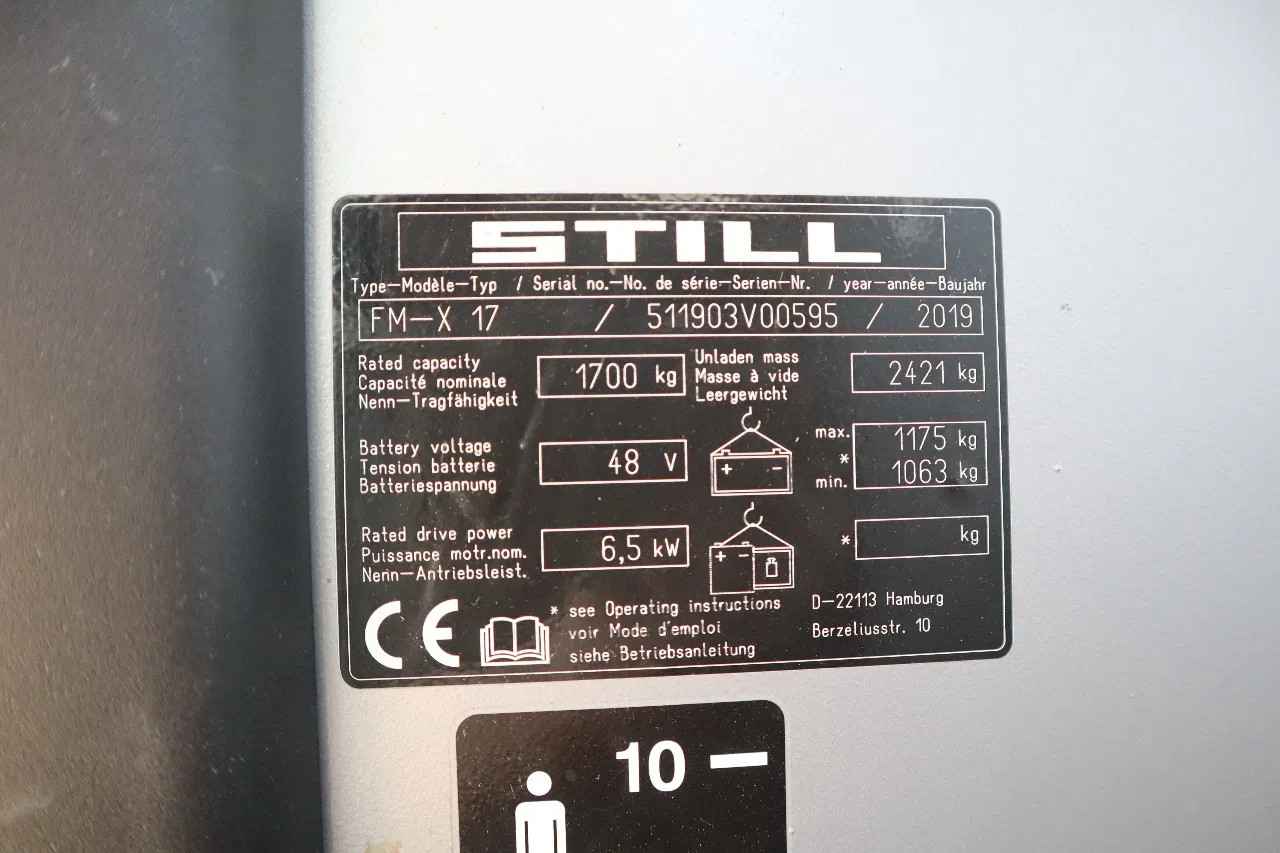 STILL
Type–Modèle–Typ / Serial no.–No. de série–Serien–Nr. / year–année–Baujahr
FM–X 17 / 511903V00595 / 2019
Rated capacity
Capacité nominale
Nenn–Tragfähigkeit
1700 kg
Unladen mass
Masse à vide
Leergewicht
2421 kg
Battery voltage
Tension batterie
Batteriespannung
48 V
+ –
max. 1175 kg
*
min. 1063 kg
Rated drive power
Puissance motr.nom.
Nenn–Antriebsleist.
6,5 kW
+ –
* kg
CE
* see Operating instructions
voir Mode d'emploi
siehe Betriebsanleitung
D–22113 Hamburg
Berzeliusstr. 10
10 –